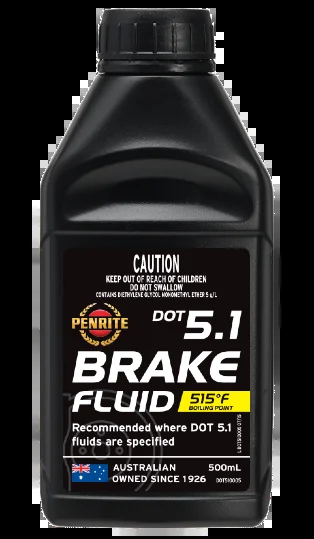 CAUTION
KEEP OUT OF REACH OF CHILDREN
DO NOT SWALLOW
CONTAINS DIETHYLENE GLYCOL MONOMETHYL ETHER 5 g/L
PENRITE
DOT 5.1
BRAKE
FLUID
515°F
BOILING POINT
Recommended where DOT 5.1
fluids are specified
AUSTRALIAN
OWNED SINCE 1926
500mL